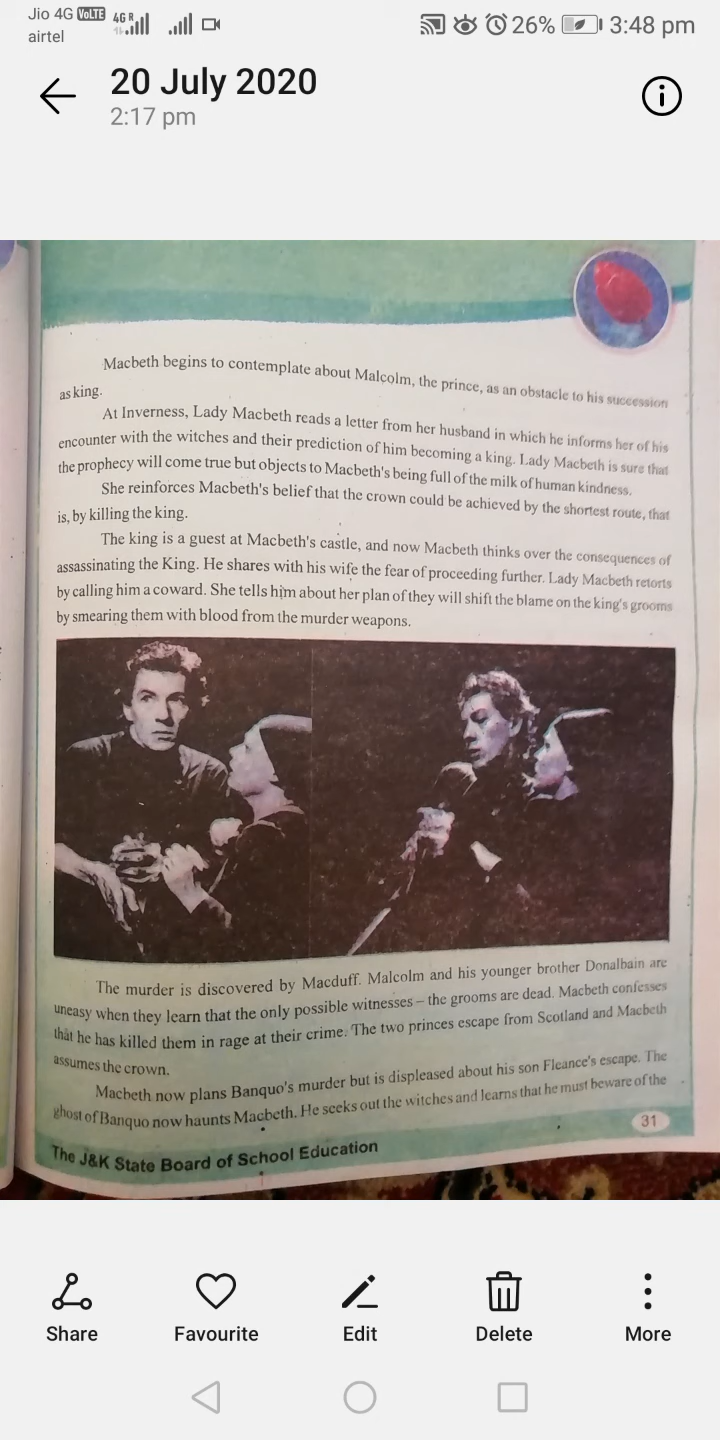 Jio 4G VoLTE 4G R 26% 3:48 pm
airtel
20 July 2020
2:17 pm
Macbeth begins to contemplate about Malcolm, the prince, as an obstacle to his succession
as king.
At Inverness, Lady Macbeth reads a letter from her husband in which he informs her of his
encounter with the witches and their prediction of him becoming a king. Lady Macbeth is sure that
the prophecy will come true but objects to Macbeth's being full of the milk of human kindness.
She reinforces Macbeth's belief that the crown could be achieved by the shortest route, that
is, by killing the king.
The king is a guest at Macbeth's castle, and now Macbeth thinks over the consequences of
assassinating the King. He shares with his wife the fear of proceeding further. Lady Macbeth retorts
by calling him a coward. She tells him about her plan of they will shift the blame on the king's grooms
by smearing them with blood from the murder weapons.
The murder is discovered by Macduff. Malcolm and his younger brother Donalbain are
uneasy when they learn that the only possible witnesses – the grooms are dead. Macbeth confesses
that he has killed them in rage at their crime. The two princes escape from Scotland and Macbeth
assumes the crown.
Macbeth now plans Banquo's murder but is displeased about his son Fleance's escape. The
ghost of Banquo now haunts Macbeth. He seeks out the witches and learns that he must beware of the
31
The J&K State Board of School Education
Share Favourite Edit Delete More